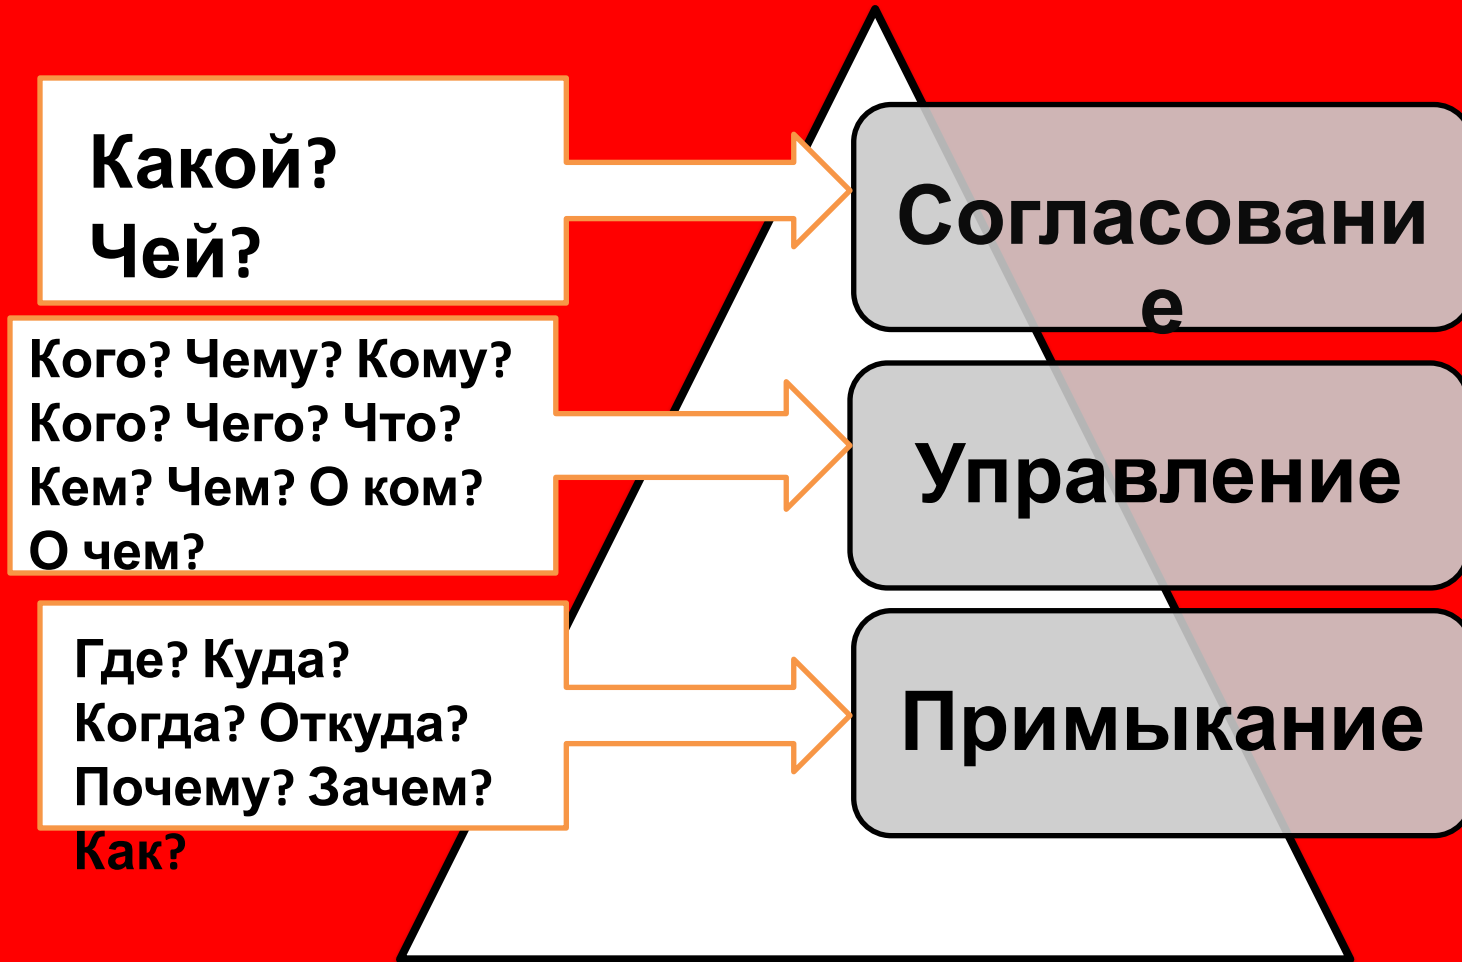 Какой?
Чей?
Согласовани
е
Кого? Чему? Кому?
Кого? Чего? Что?
Кем? Чем? О ком?
О чем?
Управление
Где? Куда?
Когда? Откуда?
Почему? Зачем?
Как?
Примыкание